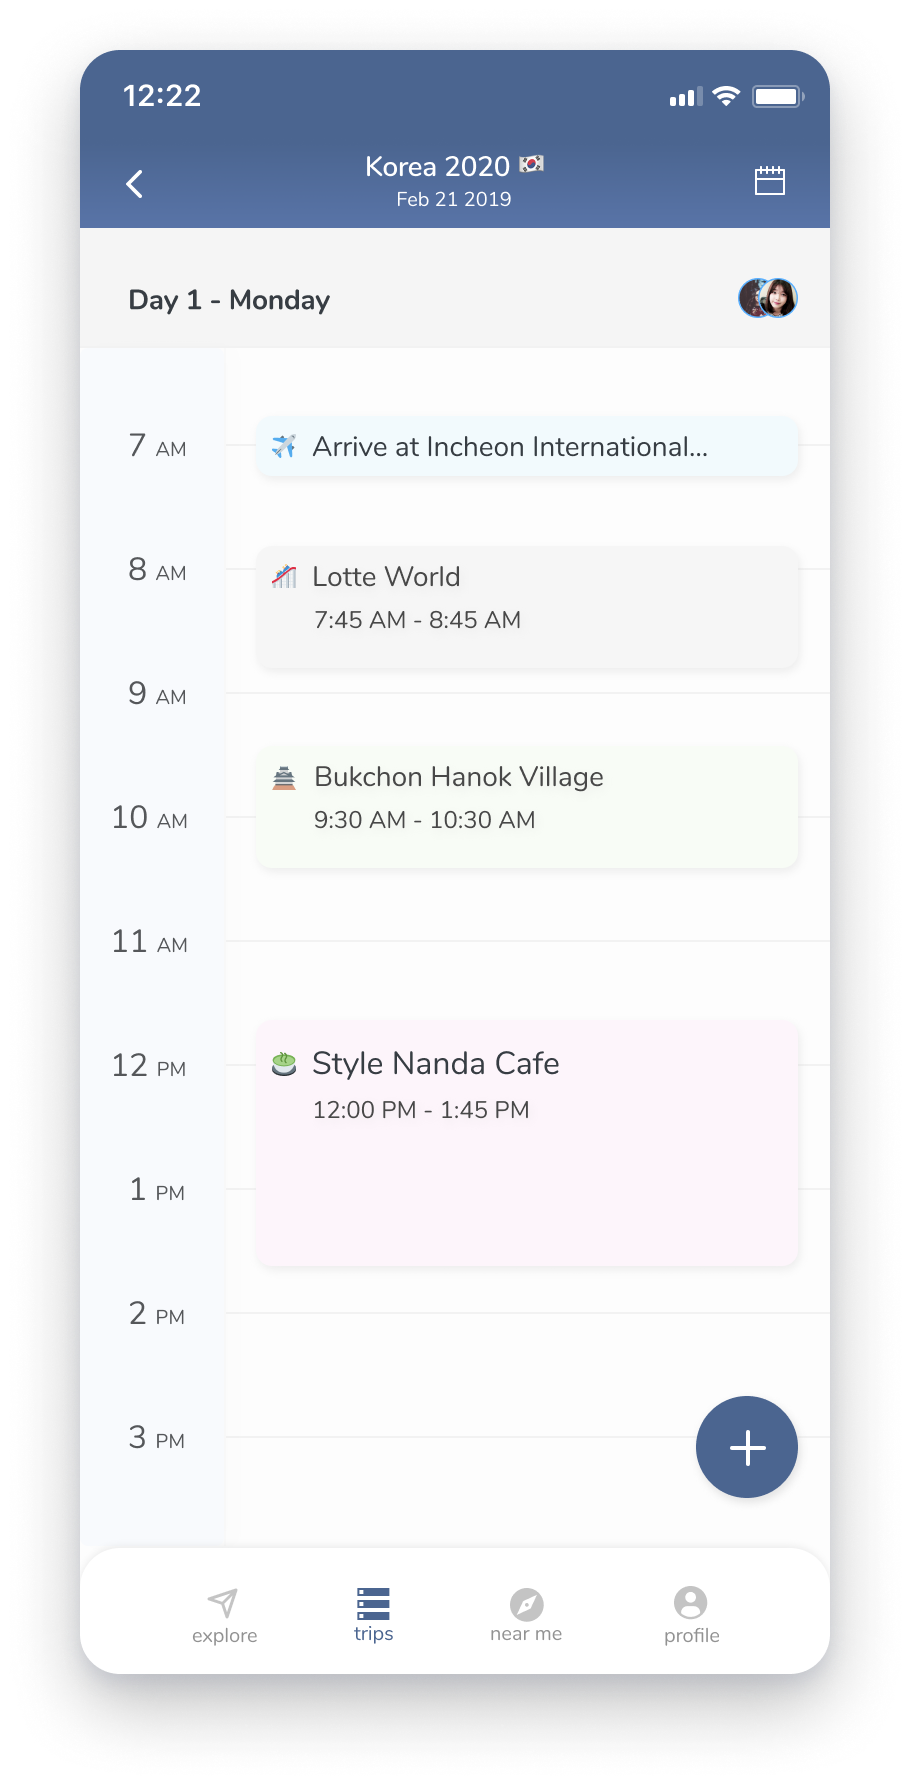 12:22
Korea 2020 🇰🇷
Feb 21 2019
Day 1 - Monday
7 AM
Arrive at Incheon International...
8 AM
Lotte World
7:45 AM - 8:45 AM
9 AM
Bukchon Hanok Village
9:30 AM - 10:30 AM
10 AM
11 AM
12 PM
Style Nanda Cafe
12:00 PM - 1:45 PM
1 PM
2 PM
3 PM
explore
trips
near me
profile